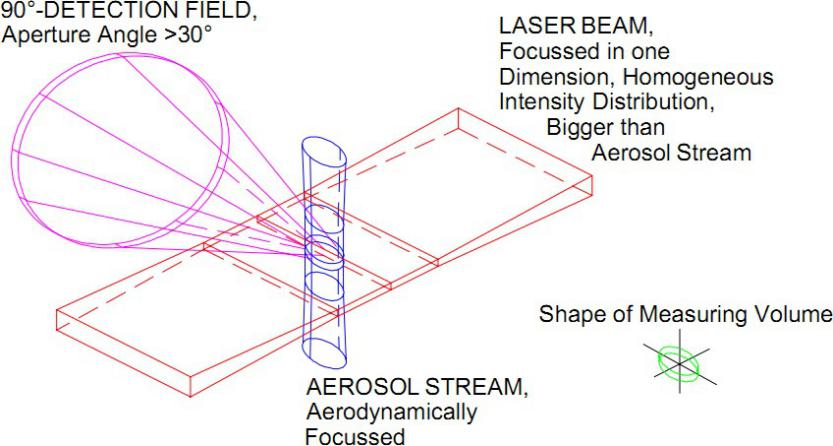 90°-DETECTION FIELD,
Aperture Angle >30°
LASER BEAM,
Focussed in one
Dimension, Homogeneous
Intensity Distribution,
Bigger than
Aerosol Stream
Shape of Measuring Volume
AEROSOL STREAM,
Aerodynamically
Focussed